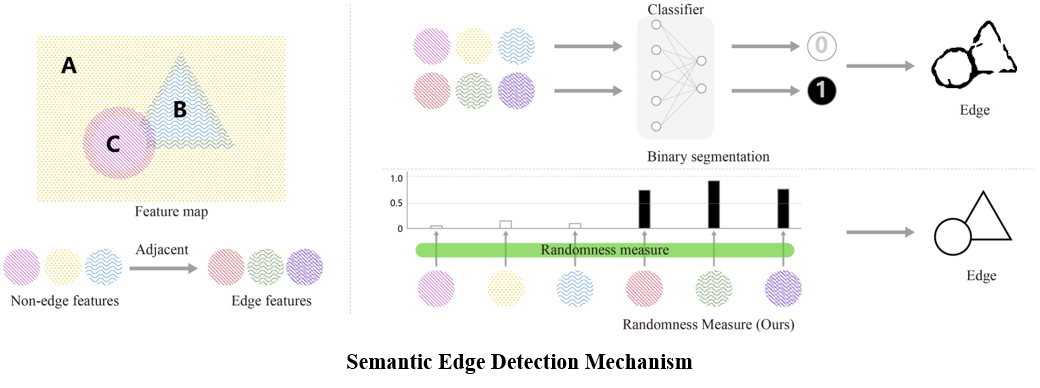 A
B
C
Feature map
Adjacent
Non-edge features
Edge features
Classifier
0
1
Edge
Binary segmentation
1.0
0.5
0
Randomness measure
Edge
Randomness Measure (Ours)
Semantic Edge Detection Mechanism